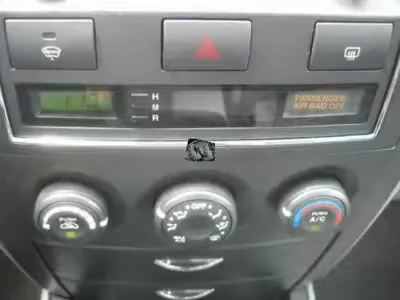 H
M
R
PASSENGER
AIR BAG OFF
PUSH
OFF
PUSH
A/C